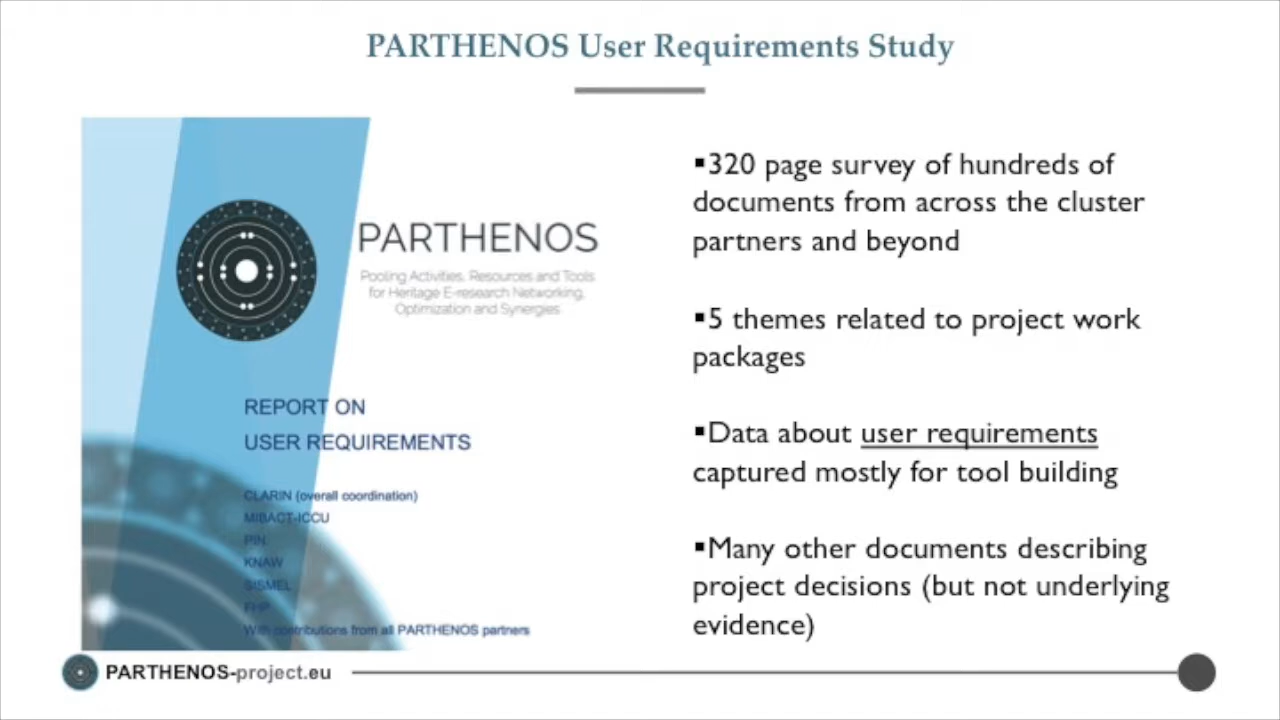 PARTHENOS User Requirements Study
PARTHENOS
Pooling Activities, Resources and Tools
for Heritage E-research Networking,
Optimization and Synergies
REPORT ON
USER REQUIREMENTS
CLARIN (overall coordination)
MIBACT-ICCU
PIN
KNAW
SISMEL
FHP
With contributions from all PARTHENOS partners
▪320 page survey of hundreds of
documents from across the cluster
partners and beyond
▪5 themes related to project work
packages
▪Data about user requirements
captured mostly for tool building
▪Many other documents describing
project decisions (but not underlying
evidence)
PARTHENOS-project.eu